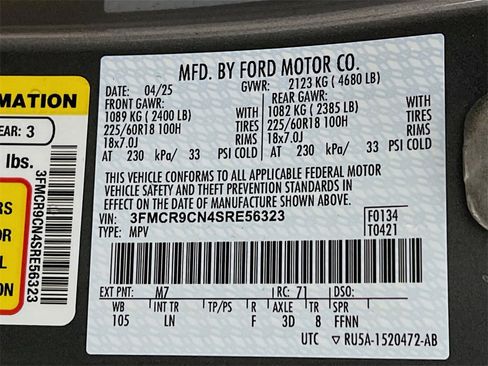 MFD. BY FORD MOTOR CO.
DATE: 04/25 GVWR: 2123 KG ( 4680 LB)
FRONT GAWR: REAR GAWR:
1089 KG ( 2400 LB) WITH 1082 KG ( 2385 LB) WITH
225/60R18 100H TIRES 225/60R18 100H TIRES
18x7.0J RIMS 18x7.0J RIMS
AT 230 kPa/ 33 PSI COLD AT 230 kPa/ 33 PSI COLD
THIS VEHICLE CONFORMS TO ALL APPLICABLE FEDERAL MOTOR
VEHICLE SAFETY AND THEFT PREVENTION STANDARDS IN
EFFECT ON THE DATE OF MANUFACTURE SHOWN ABOVE.
VIN: 3FMCR9CN4SRE56323 F0134
TYPE: MPV T0421
EXT PNT: M7 RC: 71 DSO:
WB INT TR TP/PS R AXLE TR SPR
105 LN F 3D 8 FFNN
UTC RU5A-1520472-AB
RMATION
EAR: 3
lbs.
RS
OR
L
ON
3FMCR9CN4SRE56323